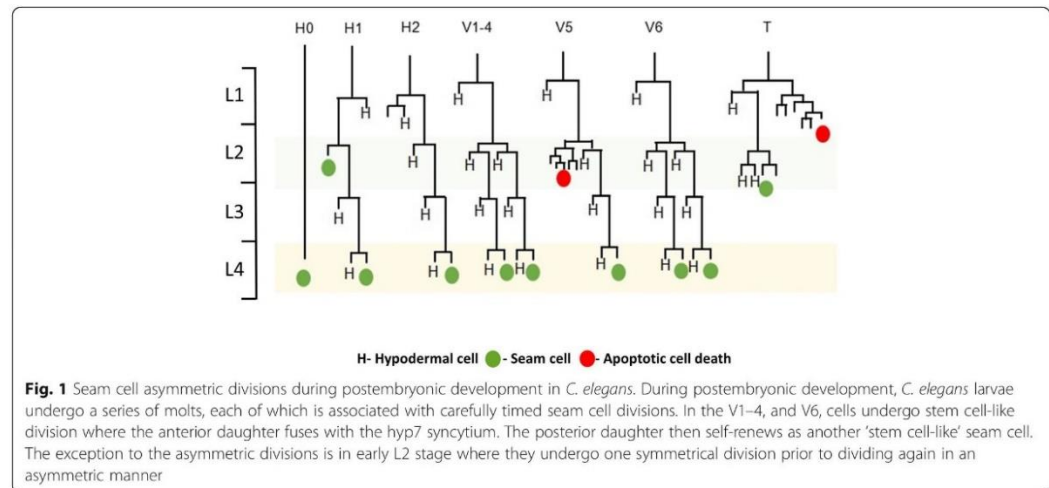 H0 H1 H2 V1-4 V5 V6 T
L1
H H H H H H
L2
H H H H H H H H H
L3
H H H H H H H
L4
H H H H H H H
H- Hypodermal cell - Seam cell - Apoptotic cell death
Fig. 1 Seam cell asymmetric divisions during postembryonic development in C. elegans. During postembryonic development, C. elegans larvae
undergo a series of molts, each of which is associated with carefully timed seam cell divisions. In the V1–4, and V6, cells undergo stem cell-like
division where the anterior daughter fuses with the hyp7 syncytium. The posterior daughter then self-renews as another 'stem cell-like' seam cell.
The exception to the asymmetric divisions is in early L2 stage where they undergo one symmetrical division prior to dividing again in an
asymmetric manner